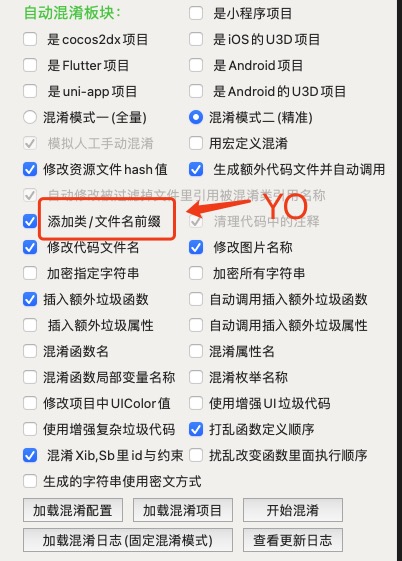 自动混淆板块：
是小程序项目
是cocos2dx项目
是iOS的U3D项目
是Flutter项目
是Android项目
是uni-app项目
是Android的U3D项目
混淆模式一(全量)
混淆模式二(精准)
模拟人工手动混淆
用宏定义混淆
修改资源文件hash值
生成额外代码文件并自动调用
自动修改被过滤掉文件里引用被混淆类引用名称
YO
添加类/文件名前缀
清理代码中的注释
修改代码文件名
修改图片名称
加密指定字符串
加密所有字符串
插入额外垃圾函数
自动调用插入额外垃圾函数
插入额外垃圾属性
自动调用插入额外垃圾属性
混淆函数名
混淆属性名
混淆函数局部变量名称
混淆枚举名称
修改项目中UIColor值
使用增强UI垃圾代码
使用增强复杂垃圾代码
打乱函数定义顺序
混淆Xib,Sb里id与约束
扰乱改变函数里面执行顺序
生成的字符串使用密文方式
加载混淆配置
加载混淆项目
开始混淆
加载混淆日志(固定混淆模式)
查看更新日志